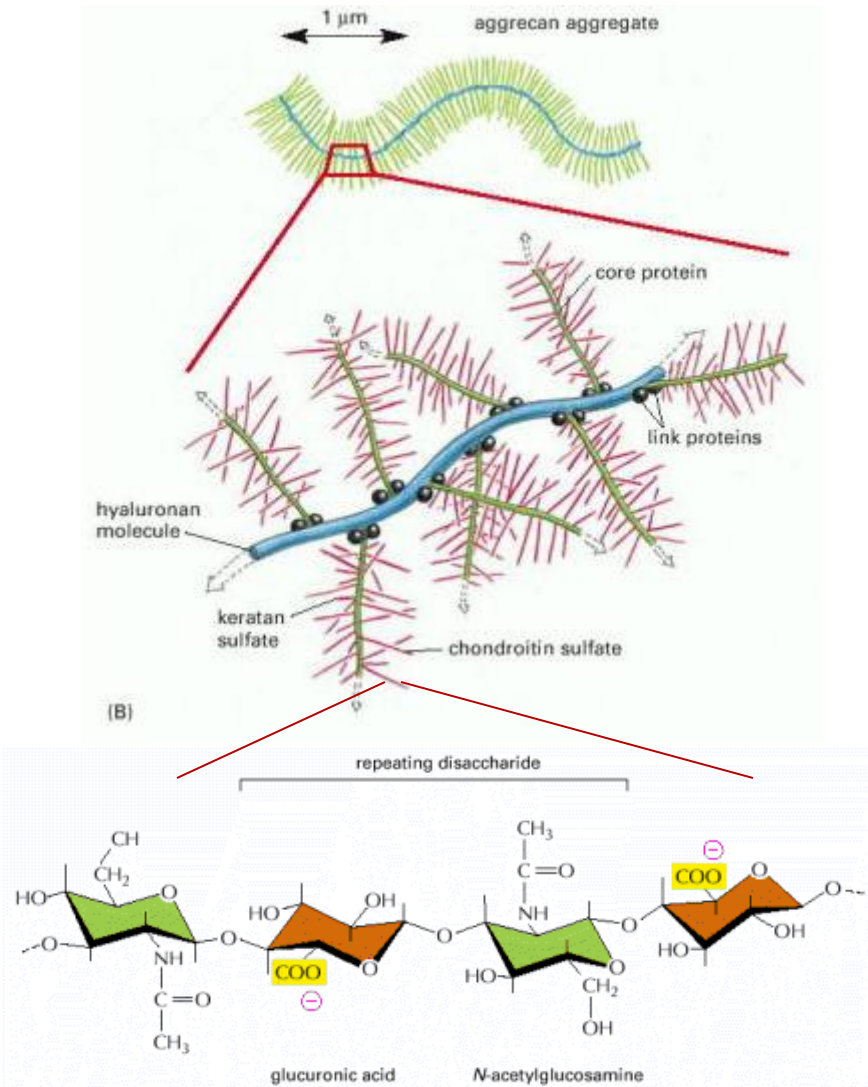 1 μm
aggrecan aggregate
core protein
link proteins
hyaluronan
molecule
keratan
sulfate
chondroitin sulfate
(B)
repeating disaccharide
CH
CH₂
HO
O
O
NH
C=O
CH₃
O
HO
OH
COO
⊖
O
O
CH₃
C=O
NH
HO
O
CH₂
OH
O
⊖
COO
O
HO
OH
O
glucuronic acid
N-acetylglucosamine